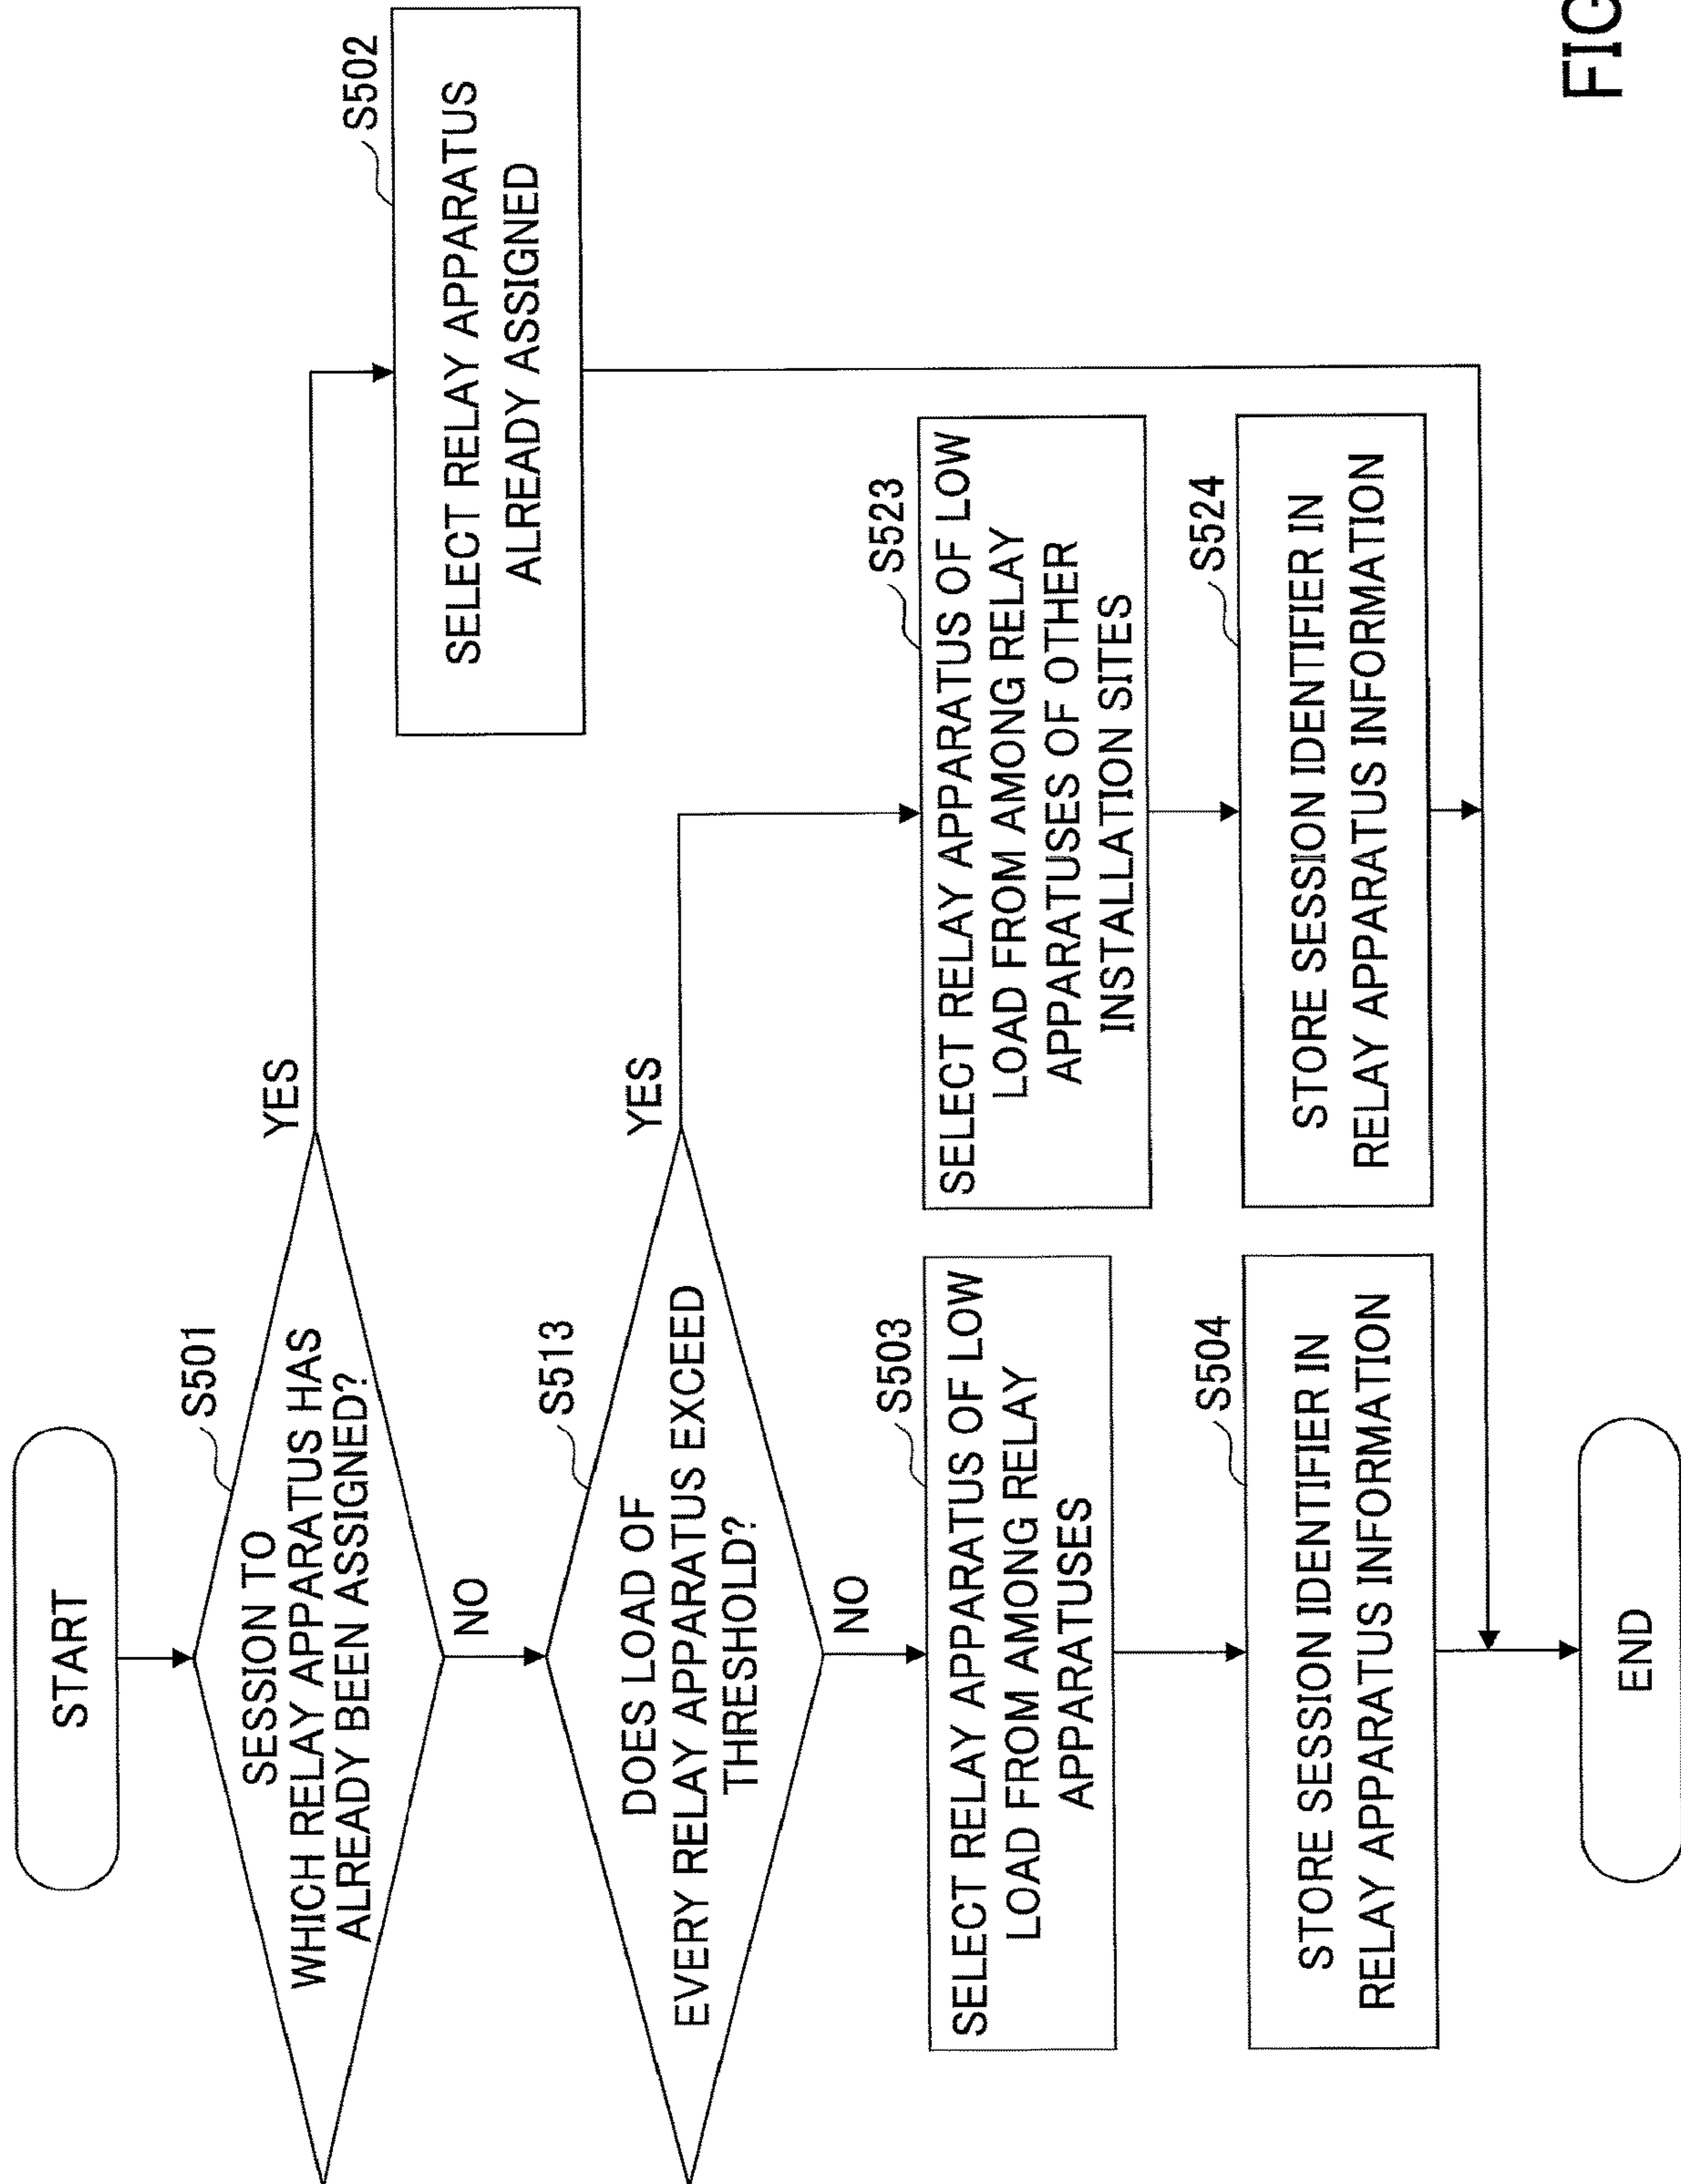 START
S501
SESSION TO
WHICH RELAY APPARATUS HAS
ALREADY BEEN ASSIGNED?
YES
NO
S502
SELECT RELAY APPARATUS
ALREADY ASSIGNED
S513
DOES LOAD OF
EVERY RELAY APPARATUS EXCEED
THRESHOLD?
YES
NO
S503
SELECT RELAY APPARATUS OF LOW
LOAD FROM AMONG RELAY
APPARATUSES
S523
SELECT RELAY APPARATUS OF LOW
LOAD FROM AMONG RELAY
APPARATUSES OF OTHER
INSTALLATION SITES
S504
STORE SESSION IDENTIFIER IN
RELAY APPARATUS INFORMATION
S524
STORE SESSION IDENTIFIER IN
RELAY APPARATUS INFORMATION
END
FIG